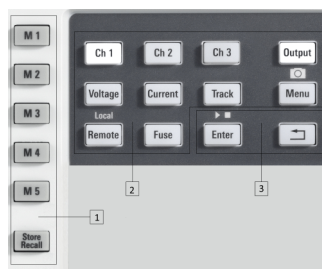 M 1
Ch 1 Ch 2 Ch 3 Output
M 2
Voltage Current Track Menu
M 3
Local
Remote Fuse Enter
M 4
M 5
2 3
1
Store
Recall